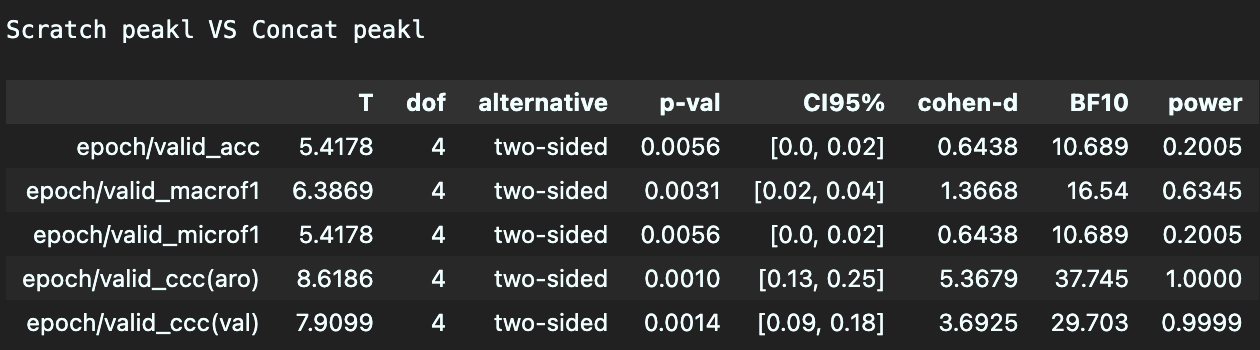 Scratch peakl VS Concat peakl
T dof alternative p-val CI95% cohen-d BF10 power
epoch/valid_acc 5.4178 4 two-sided 0.0056 [0.0, 0.02] 0.6438 10.689 0.2005
epoch/valid_macrof1 6.3869 4 two-sided 0.0031 [0.02, 0.04] 1.3668 16.54 0.6345
epoch/valid_microf1 5.4178 4 two-sided 0.0056 [0.0, 0.02] 0.6438 10.689 0.2005
epoch/valid_ccc(aro) 8.6186 4 two-sided 0.0010 [0.13, 0.25] 5.3679 37.745 1.0000
epoch/valid_ccc(val) 7.9099 4 two-sided 0.0014 [0.09, 0.18] 3.6925 29.703 0.9999